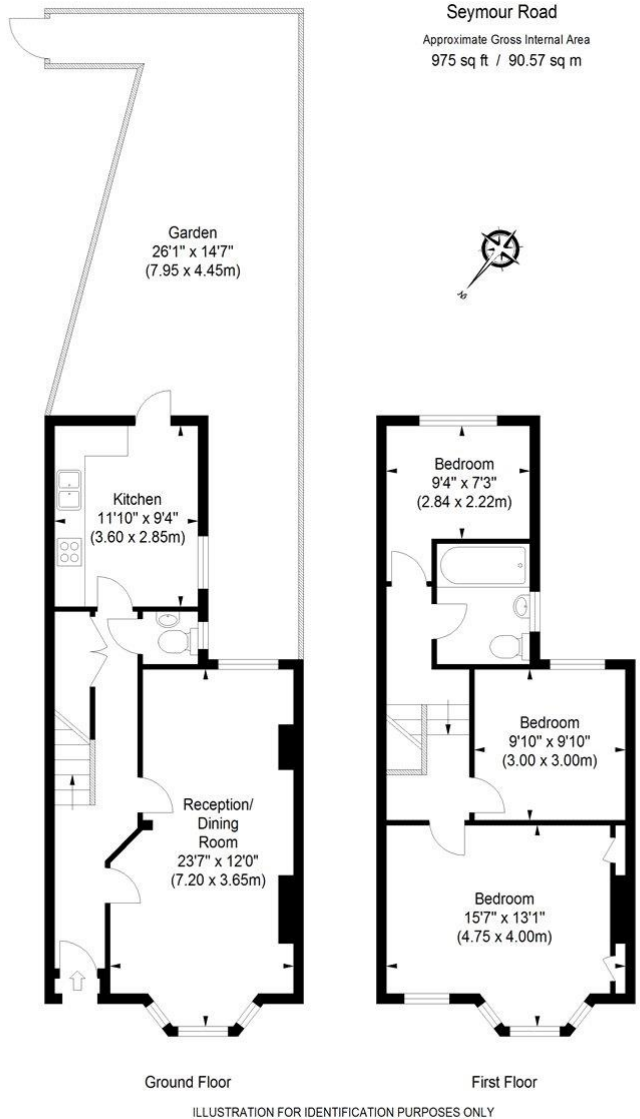 Seymour Road
Approximate Gross Internal Area
975 sq ft / 90.57 sq m
Garden
26'1" x 14'7"
(7.95 x 4.45m)
N
Kitchen
11'10" x 9'4"
(3.60 x 2.85m)
Reception/
Dining
Room
23'7" x 12'0"
(7.20 x 3.65m)
Ground Floor
Bedroom
9'4" x 7'3"
(2.84 x 2.22m)
Bedroom
9'10" x 9'10"
(3.00 x 3.00m)
Bedroom
15'7" x 13'1"
(4.75 x 4.00m)
First Floor
ILLUSTRATION FOR IDENTIFICATION PURPOSES ONLY